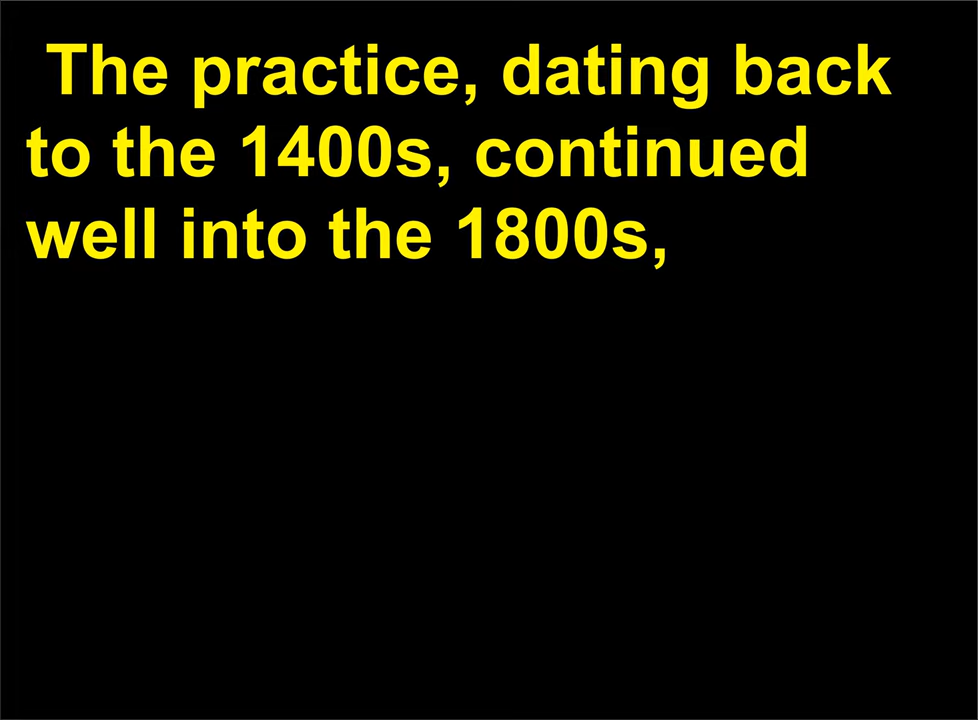 The practice, dating back
to the 1400s, continued
well into the 1800s,